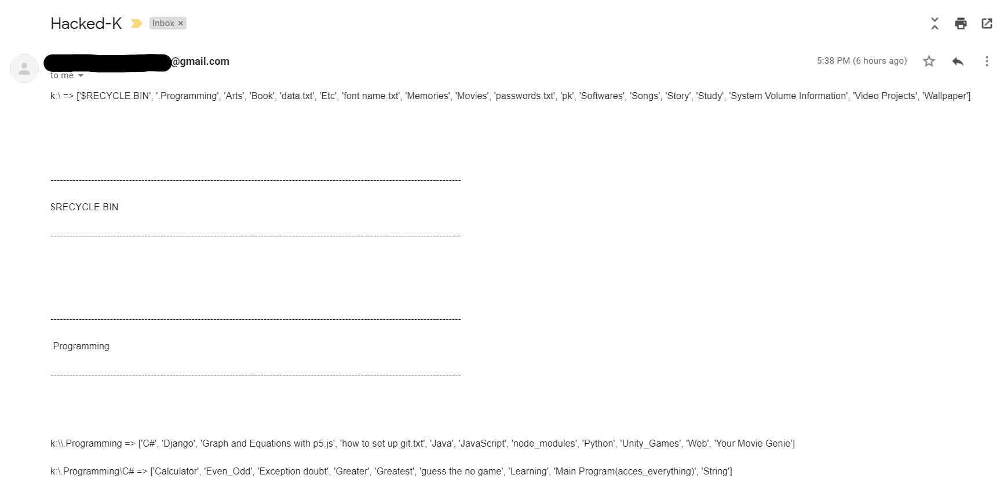 Hacked-K Inbox ×
@gmail.com 5:38 PM (6 hours ago)
to me
k:\ => ['$RECYCLE.BIN', '.Programming', 'Arts', 'Book', 'data.txt', 'Etc', 'font name.txt', 'Memories', 'Movies', 'passwords.txt', 'pk', 'Softwares', 'Songs', 'Story', 'Study', 'System Volume Information', 'Video Projects', 'Wallpaper']
-----------------------------------------------------------------------------------------------------------------------------------
$RECYCLE.BIN
-----------------------------------------------------------------------------------------------------------------------------------
-----------------------------------------------------------------------------------------------------------------------------------
.Programming
-----------------------------------------------------------------------------------------------------------------------------------
k:\\.Programming => ['C#', 'Django', 'Graph and Equations with p5.js', 'how to set up git.txt', 'Java', 'JavaScript', 'node_modules', 'Python', 'Unity_Games', 'Web', 'Your Movie Genie']
k:\.Programming\C# => ['Calculator', 'Even_Odd', 'Exception doubt', 'Greater', 'Greatest', 'guess the no game', 'Learning', 'Main Program(acces_everything)', 'String']